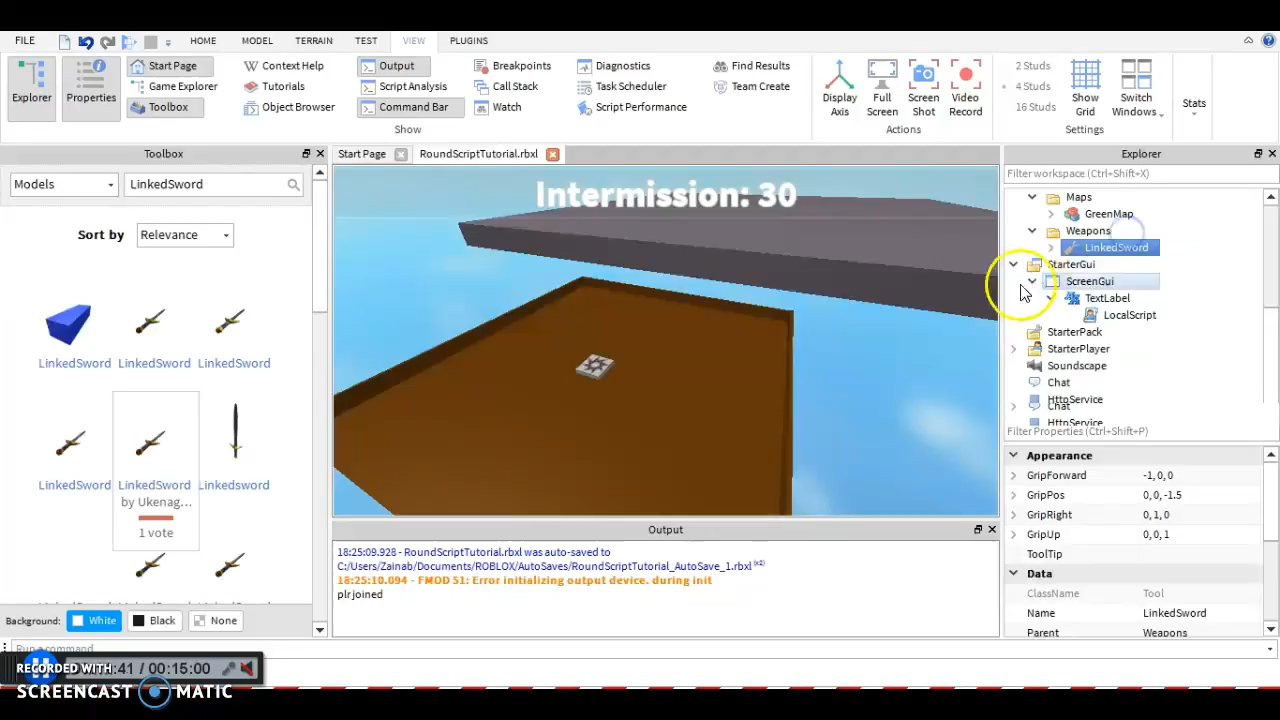 FILE HOME MODEL TERRAIN TEST VIEW PLUGINS
Explorer
Properties
Start Page
Game Explorer
Toolbox
Context Help
Tutorials
Object Browser
Output
Script Analysis
Command Bar
Breakpoints
Call Stack
Watch
Diagnostics
Task Scheduler
Script Performance
Find Results
Team Create
Show
Display Axis
Full Screen
Screen Shot
Video Record
Actions
2 Studs
4 Studs
16 Studs
Show Grid
Switch Windows
Settings
Stats
Toolbox
Models
LinkedSword
Sort by Relevance
LinkedSword LinkedSword LinkedSword
LinkedSword LinkedSword Linkedsword
by Ukenag...
1 vote
Background: White Black None
Start Page
RoundScriptTutorial.rbxl
Intermission: 30
Output
18:25:09.928 - RoundScriptTutorial.rbxl was auto-saved to
C:/Users/Zainab/Documents/ROBLOX/AutoSaves/RoundScriptTutorial_AutoSave_1.rbxl (x2)
18:25:10.094 - FMOD 51: Error initializing output device. during init
plr joined
Explorer
Filter workspace (Ctrl+Shift+X)
Maps
GreenMap
Weapons
LinkedSword
StarterGui
ScreenGui
TextLabel
LocalScript
StarterPack
StarterPlayer
Soundscape
Chat
HttpService
Chat
HttpService
Filter Properties (Ctrl+Shift+P)
Appearance
GripForward -1, 0, 0
GripPos 0, 0, -1.5
GripRight 0, 1, 0
GripUp 0, 0, 1
ToolTip
Data
ClassName Tool
Name LinkedSword
Parent Weapons
Run a command
RECORDED WITH
:41 / 00:15:00
SCREENCAST MATIC